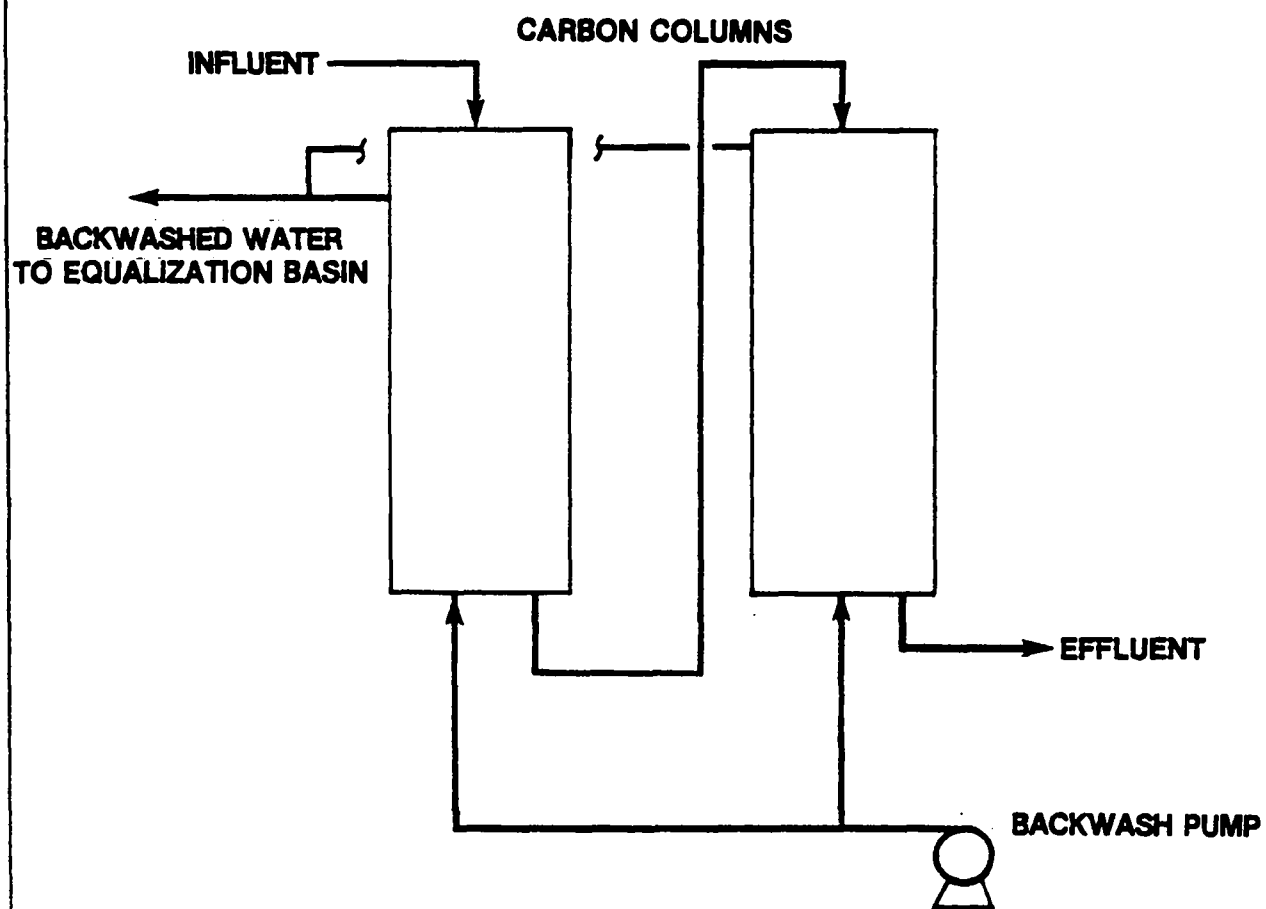 CARBON COLUMNS
INFLUENT
BACKWASHED WATER
TO EQUALIZATION BASIN
EFFLUENT
BACKWASH PUMP